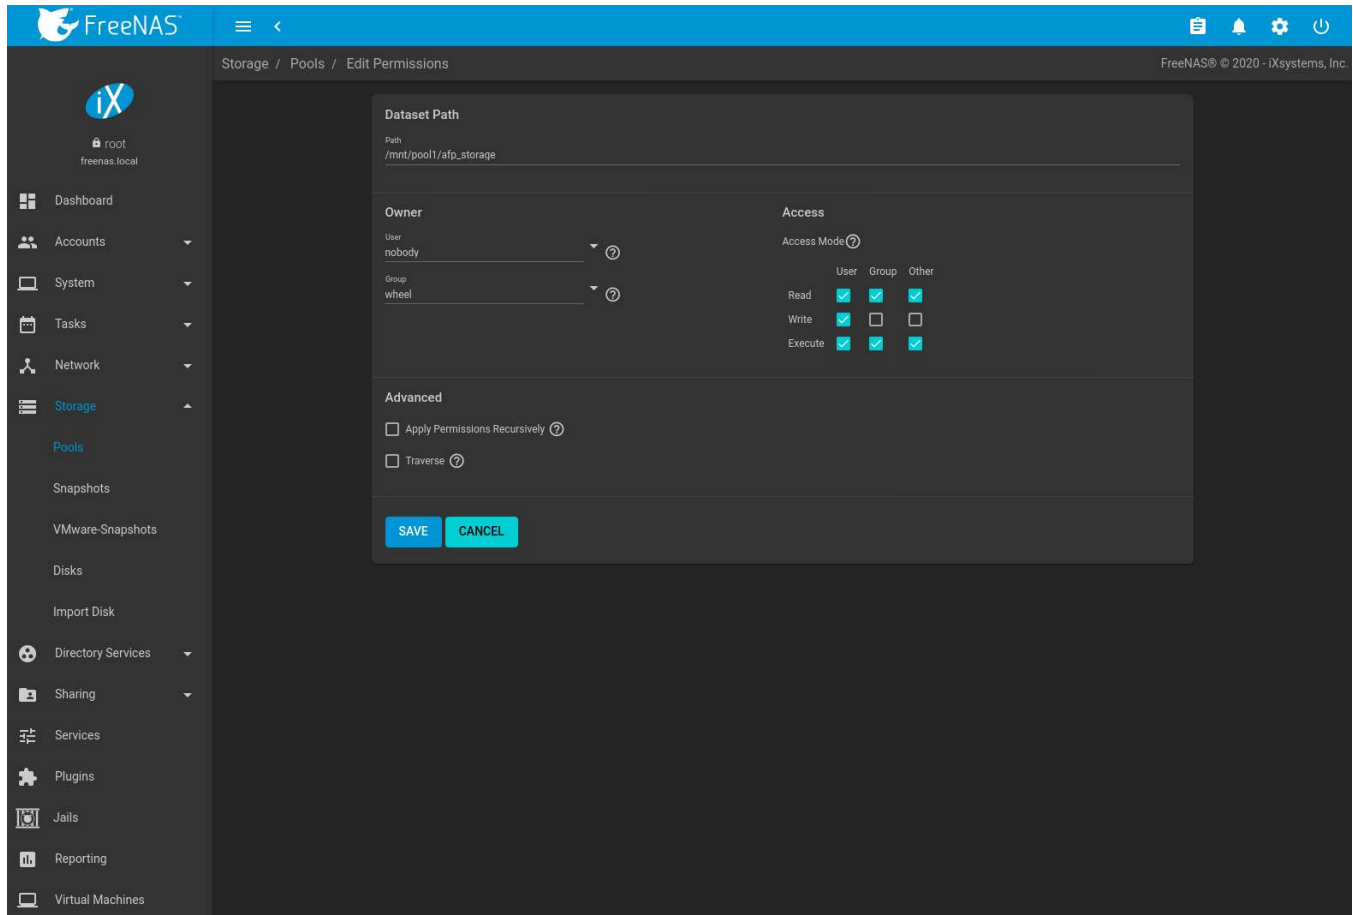 FreeNAS™
Storage / Pools / Edit Permissions
FreeNAS® © 2020 - iXsystems, Inc.
iX
root
freenas.local
Dashboard
Accounts
System
Tasks
Network
Storage
Pools
Snapshots
VMware-Snapshots
Disks
Import Disk
Directory Services
Sharing
Services
Plugins
Jails
Reporting
Virtual Machines
Dataset Path
Path
/mnt/pool1/afp_storage
Owner
User
nobody
Group
wheel
Access
Access Mode
User Group Other
Read
Write
Execute
Advanced
Apply Permissions Recursively
Traverse
SAVE CANCEL